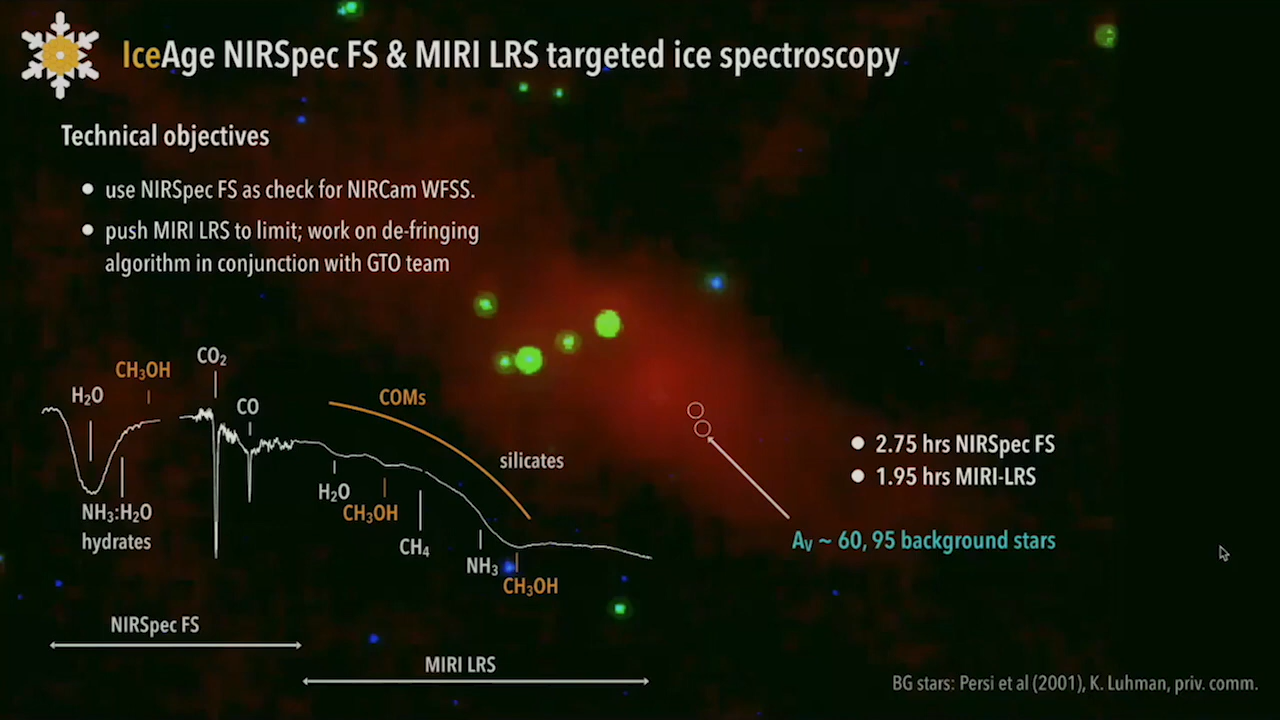 IceAge NIRSpec FS & MIRI LRS targeted ice spectroscopy
Technical objectives
● use NIRSpec FS as check for NIRCam WFSS.
● push MIRI LRS to limit; work on de-fringing
algorithm in conjunction with GTO team
CO₂
CH₃OH
H₂O
CO
COMs
silicates
● 2.75 hrs NIRSpec FS
● 1.95 hrs MIRI-LRS
H₂O
CH₃OH
NH₃:H₂O
hydrates
CH₄
NH₃
CH₃OH
Aᵥ ~ 60, 95 background stars
NIRSpec FS
MIRI LRS
BG stars: Persi et al (2001), K. Luhman, priv. comm.